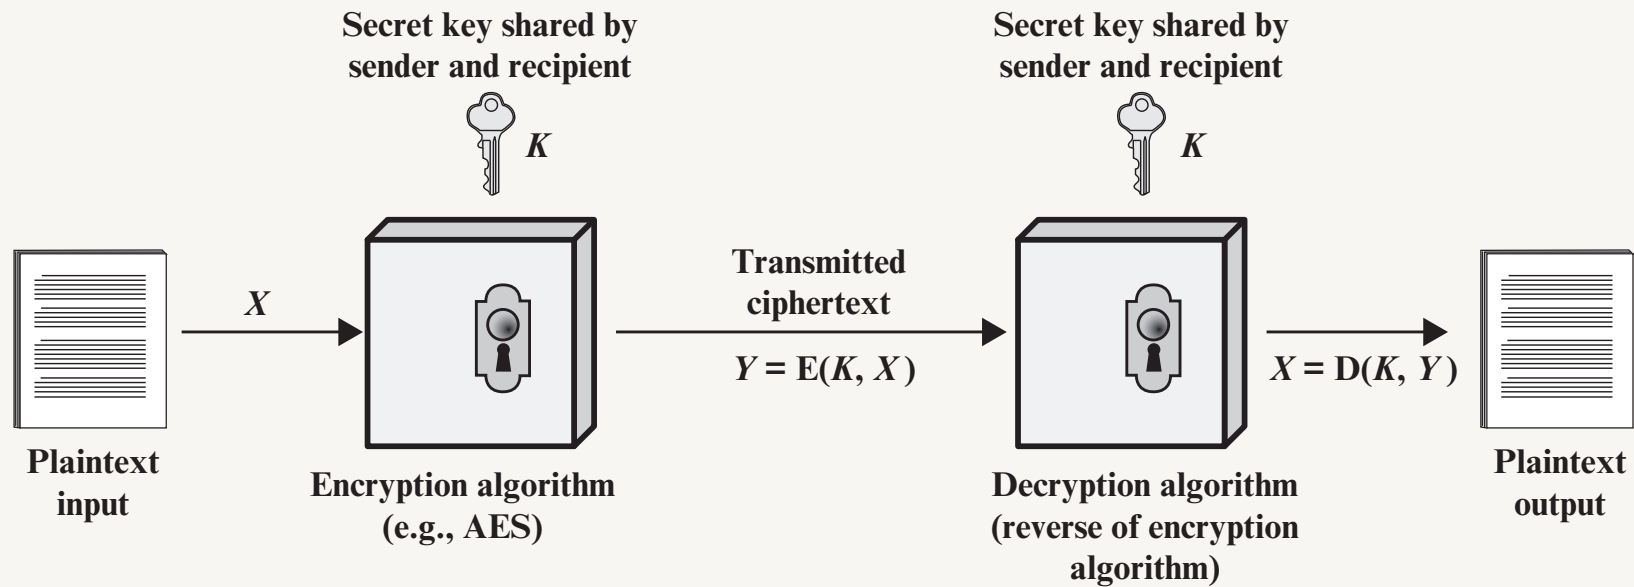 Secret key shared by
sender and recipient
K
Secret key shared by
sender and recipient
K
X
Transmitted
ciphertext
Y = E(K, X)
X = D(K, Y)
Plaintext
input
Encryption algorithm
(e.g., AES)
Decryption algorithm
(reverse of encryption
algorithm)
Plaintext
output